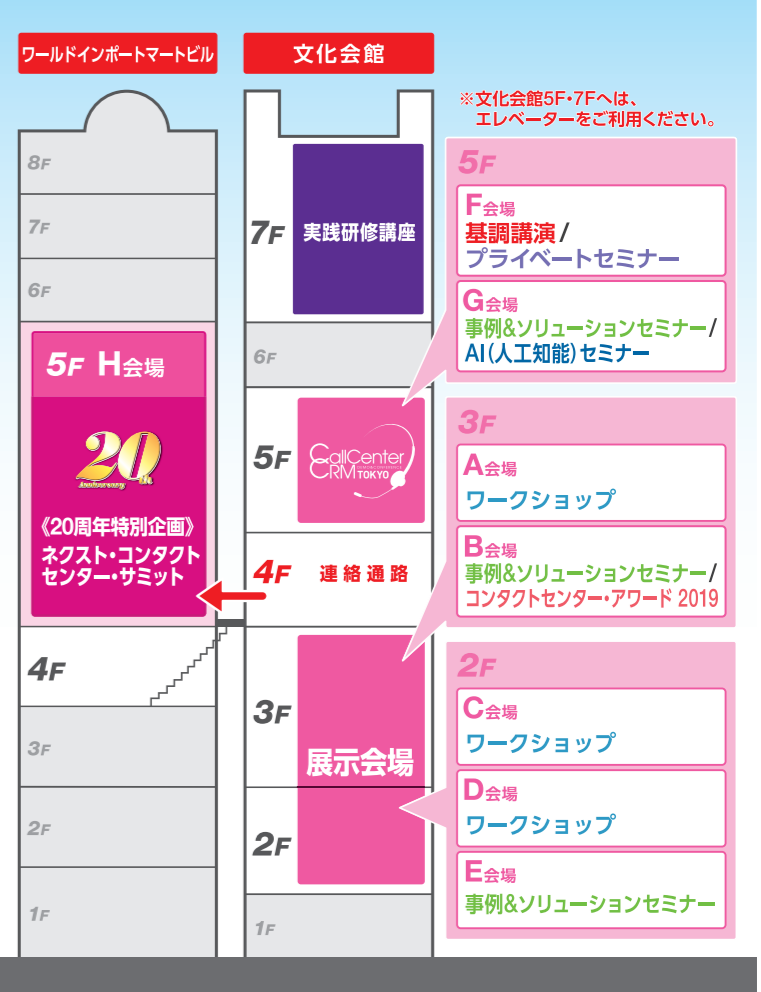 ワールドインポートマートビル
8F
7F
6F
5F H会場
20th
Anniversary
《20周年特別企画》
ネクスト・コンタクト
センター・サミット
4F
3F
2F
1F
文化会館
7F
実践研修講座
6F
5F
CallCenter
CRM TOKYO
4F 連絡通路
3F
展示会場
2F
1F
※文化会館5F・7Fへは、
エレベーターをご利用ください。
5F
F会場
基調講演/
プライベートセミナー
G会場
事例&ソリューションセミナー/
AI(人工知能)セミナー
3F
A会場
ワークショップ
B会場
事例&ソリューションセミナー/
コンタクトセンター・アワード 2019
2F
C会場
ワークショップ
D会場
ワークショップ
E会場
事例&ソリューションセミナー